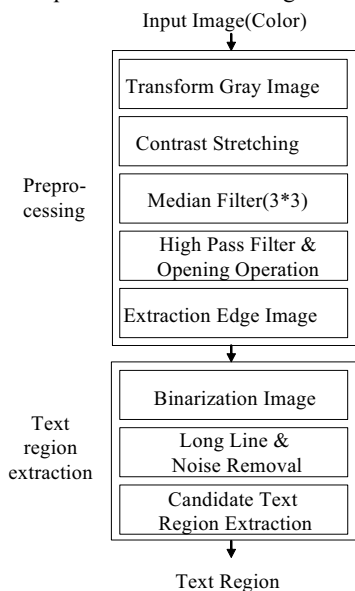 Input Image(Color)
Transform Gray Image
Contrast Stretching
Prepro-
cessing
Median Filter(3*3)
High Pass Filter &
Opening Operation
Extraction Edge Image
Binarization Image
Text
region
extraction
Long Line &
Noise Removal
Candidate Text
Region Extraction
Text Region